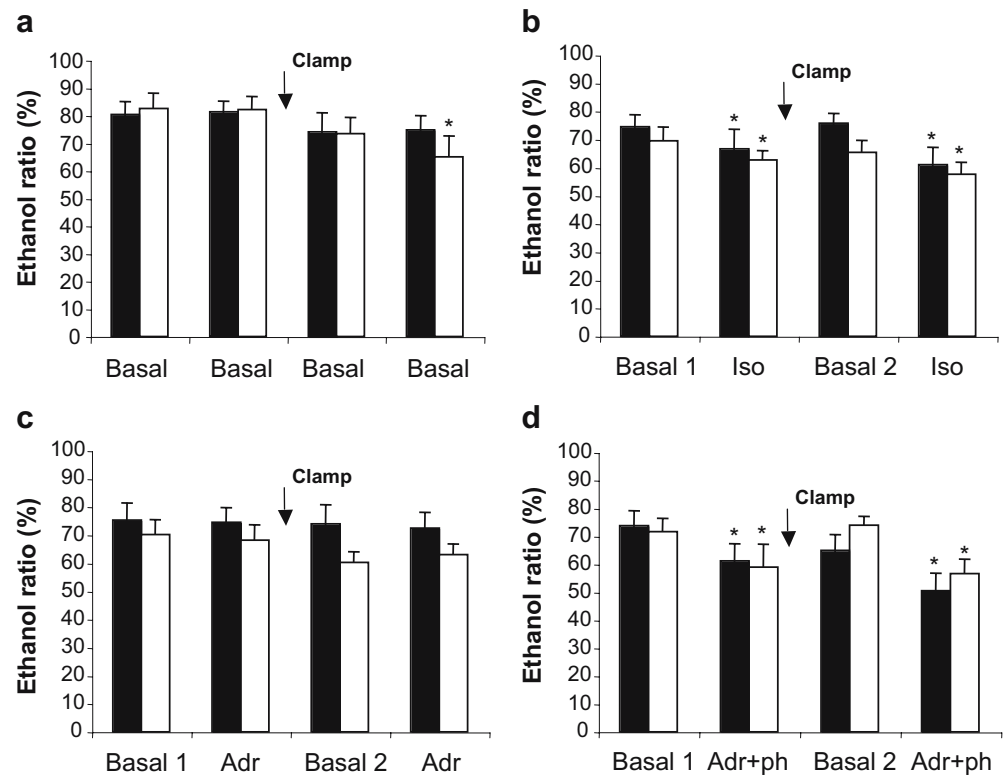 a
Ethanol ratio (%)
100
90
80
70
60
50
40
30
20
10
0
Clamp
*
Basal Basal Basal Basal
b
Ethanol ratio (%)
100
90
80
70
60
50
40
30
20
10
0
Clamp
* * * *
Basal 1 Iso Basal 2 Iso
c
Ethanol ratio (%)
100
90
80
70
60
50
40
30
20
10
0
Clamp
Basal 1 Adr Basal 2 Adr
d
Ethanol ratio (%)
100
90
80
70
60
50
40
30
20
10
0
Clamp
* * * *
Basal 1 Adr+ph Basal 2 Adr+ph